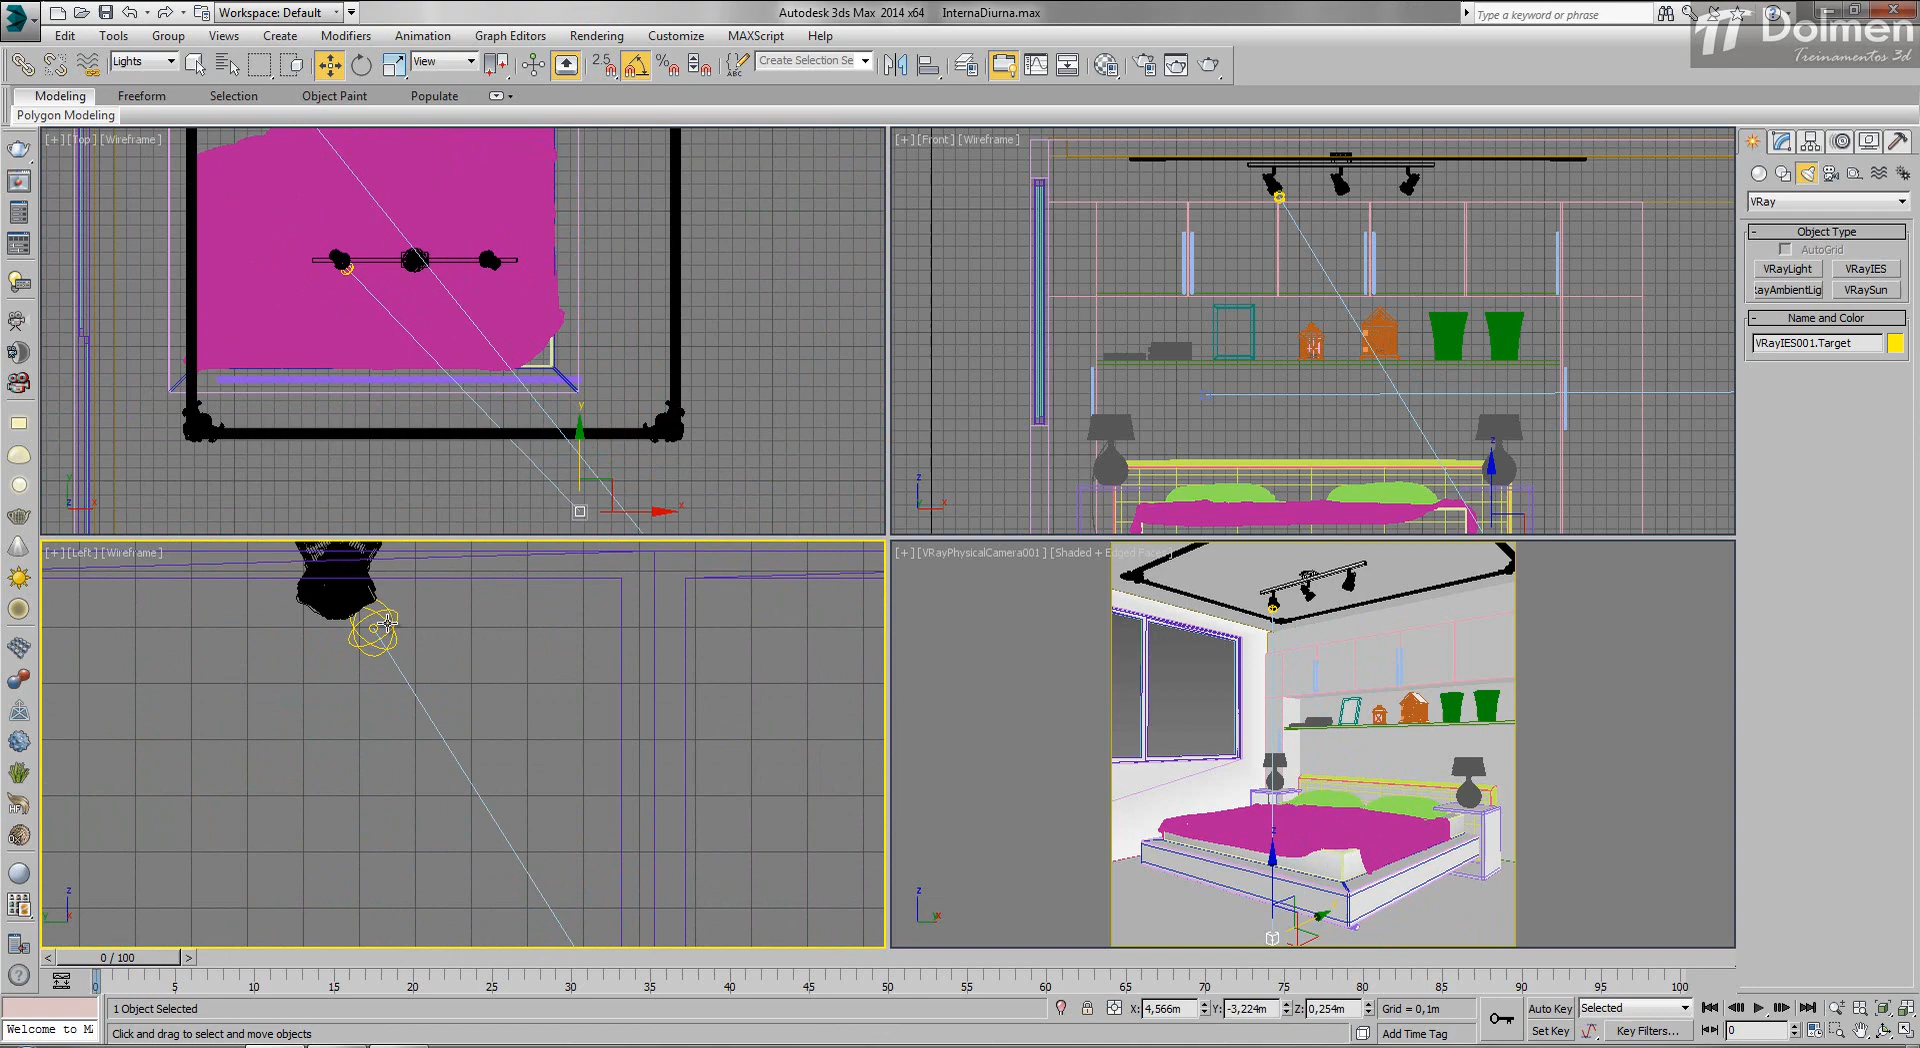 Workspace: Default
Autodesk 3ds Max 2014 x64 InternaDiurna.max
Type a keyword or phrase
Dolmen
Treinamentos 3d
Edit Tools Group Views Create Modifiers Animation Graph Editors Rendering Customize MAXScript Help
Lights
View
2.5
%
ABC
Create Selection Se
Modeling Freeform Selection Object Paint Populate
Polygon Modeling
[+] [Top] [Wireframe]
[+] [Front] [Wireframe]
VRay
Object Type
AutoGrid
VRayLight VRayIES
RayAmbientLig VRaySun
Name and Color
VRayIES001.Target
[+] [Left] [Wireframe]
[+] [VRayPhysicalCamera001] [Shaded + Edged Faces]
0 / 100
0 5 10 15 20 25 30 35 40 45 50 55 60 65 70 75 80 85 90 95 100
1 Object Selected
X: 4,566m Y: -3,224m Z: 0,254m Grid = 0,1m
Auto Key Selected
Welcome to M
Click and drag to select and move objects
Add Time Tag
Set Key Key Filters... 0